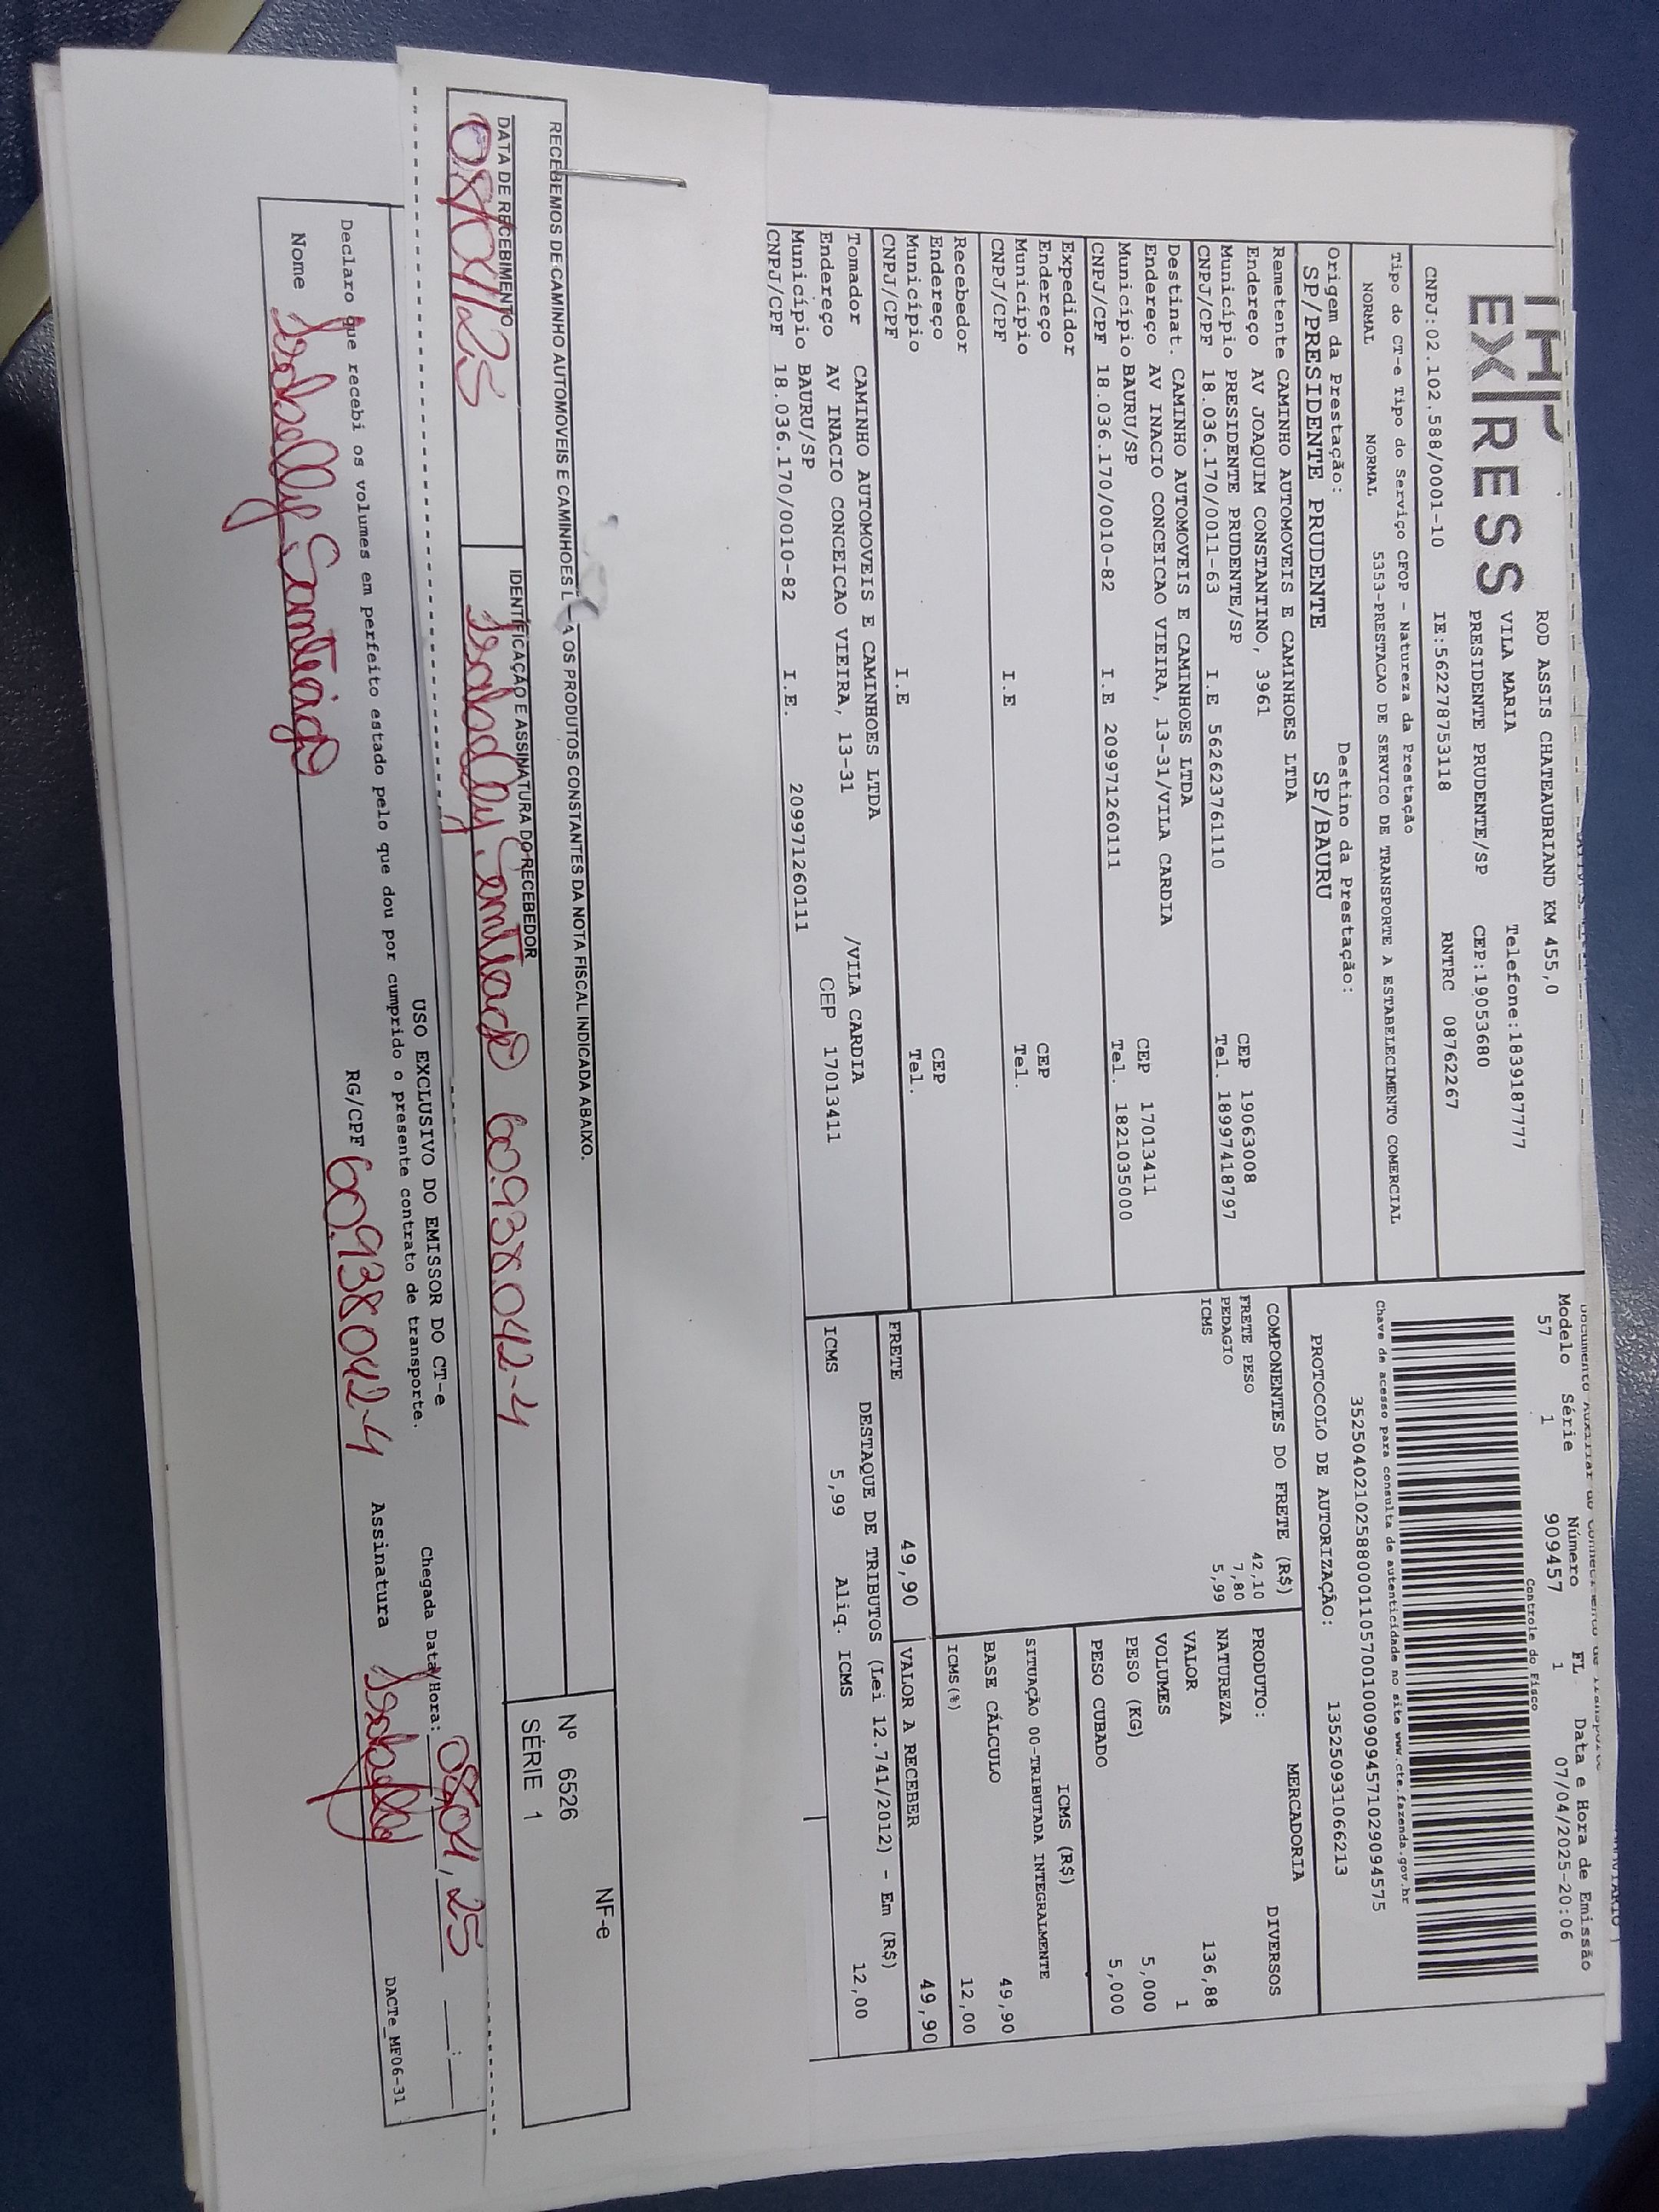 EXPRESS
ROD ASSIS CHATEAUBRIAND KM 455,0
VILA MARIA Telefone:1839187777
PRESIDENTE PRUDENTE/SP CEP:19053680
CNPJ:02.102.588/0001-10 IE:562278753118 RNTRC 08762267
Tipo do CT-e Tipo do Serviço CFOP - Natureza da Prestação
NORMAL NORMAL 5353-PRESTACAO DE SERVICO DE TRANSPORTE A ESTABELECIMENTO COMERCIAL
Origem da Prestação: Destino da Prestação:
SP/PRESIDENTE PRUDENTE SP/BAURU
Remetente CAMINHO AUTOMOVEIS E CAMINHOES LTDA
Endereço AV JOAQUIM CONSTANTINO, 3961 CEP 19063008
Município PRESIDENTE PRUDENTE/SP Tel. 18997418797
CNPJ/CPF 18.036.170/0011-63 I.E 562623761110
Destinat. CAMINHO AUTOMOVEIS E CAMINHOES LTDA
Endereço AV INACIO CONCEICAO VIEIRA, 13-31/VILA CARDIA CEP 17013411
Município BAURU/SP Tel. 1821035000
CNPJ/CPF 18.036.170/0010-82 I.E 209971260111
Expedidor
Endereço CEP
Município Tel.
CNPJ/CPF I.E
Recebedor
Endereço CEP
Município Tel.
CNPJ/CPF I.E
Tomador CAMINHO AUTOMOVEIS E CAMINHOES LTDA
Endereço AV INACIO CONCEICAO VIEIRA, 13-31 /VILA CARDIA
Município BAURU/SP CEP 17013411
CNPJ/CPF 18.036.170/0010-82 I.E. 209971260111
Modelo Série Número FL Data e Hora de Emissão
57 1 909457 1 07/04/2025-20:06
Controle do Fisco
Chave de acesso para consulta de autenticidade no site www.cte.fazenda.gov.br
35250402102588000110570010009094571029094575
PROTOCOLO DE AUTORIZAÇÃO: 135250931066213
COMPONENTES DO FRETE (R$)
FRETE PESO 42,10
PEDAGIO 7,80
ICMS 5,99
MERCADORIA
PRODUTO: DIVERSOS
NATUREZA
VALOR 136,88
VOLUMES 1
PESO (KG) 5,000
PESO CUBADO 5,000
ICMS (R$)
SITUAÇÃO 00-TRIBUTADA INTEGRALMENTE
BASE CÁLCULO 49,90
ICMS(%) 12,00
FRETE 49,90 VALOR A RECEBER 49,90
DESTAQUE DE TRIBUTOS (Lei 12.741/2012) - Em (R$)
ICMS 5,99 Aliq. ICMS 12,00
RECEBEMOS DE CAMINHO AUTOMOVEIS E CAMINHOES L A OS PRODUTOS CONSTANTES DA NOTA FISCAL INDICADA ABAIXO.
NF-e
Nº 6526
SÉRIE 1
DATA DE RECEBIMENTO IDENTIFICAÇÃO E ASSINATURA DO RECEBEDOR
08/04/25 Isabelly Santiago 60.938.042-4
USO EXCLUSIVO DO EMISSOR DO CT-e
Declaro que recebi os volumes em perfeito estado pelo que dou por cumprido o presente contrato de transporte.
Chegada Data/Hora: 08,04,25 __:__
Nome Isabelly Santiago RG/CPF 60.938042-4 Assinatura Isabelly
DACTe_MF06-31